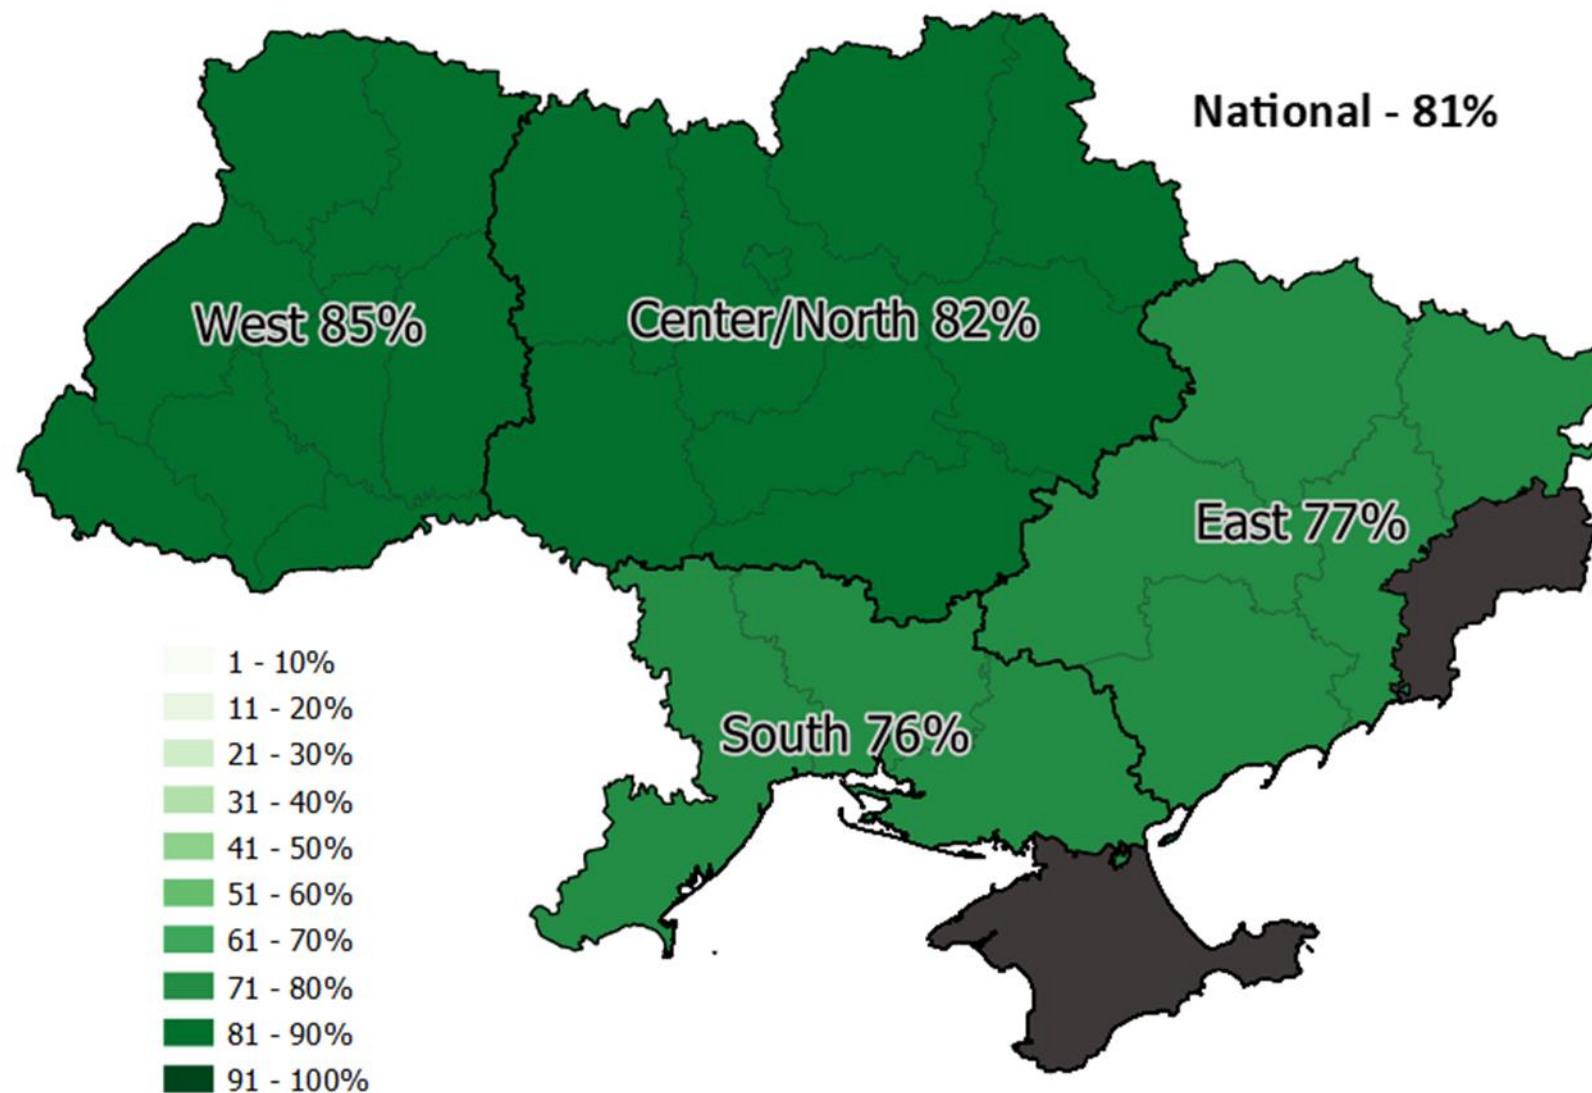 National - 81%
West 85%
Center/North 82%
East 77%
South 76%
1 - 10%
11 - 20%
21 - 30%
31 - 40%
41 - 50%
51 - 60%
61 - 70%
71 - 80%
81 - 90%
91 - 100%